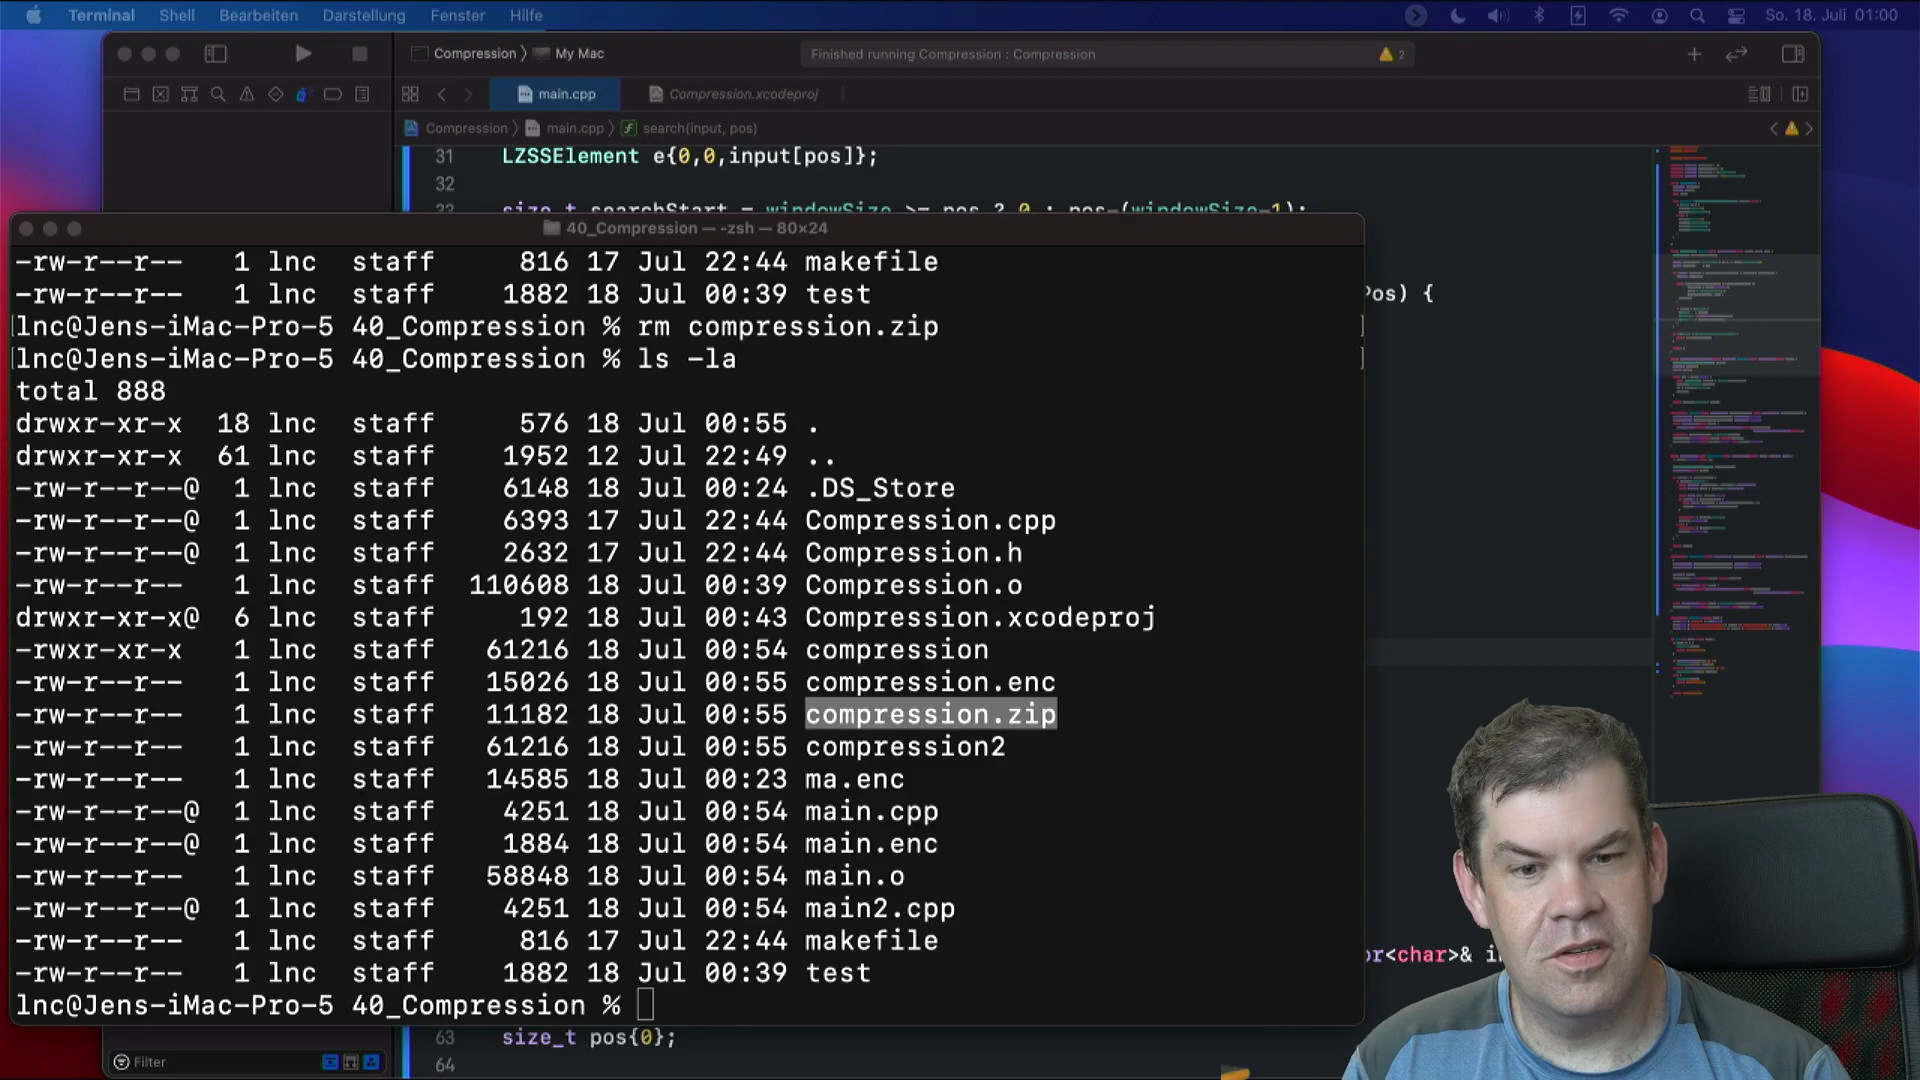 Terminal Shell Bearbeiten Darstellung Fenster Hilfe So. 18. Juli 01:00
Compression 〉 My Mac Finished running Compression : Compression 2
main.cpp Compression.xcodeproj
Compression 〉 main.cpp 〉 search(input, pos)
31 LZSSElement e{0,0,input[pos]};
32
33 size_t searchStart = windowSize >= pos ? 0 : pos-(windowSize-1);
40_Compression — -zsh — 80×24
-rw-r--r-- 1 lnc staff 816 17 Jul 22:44 makefile
-rw-r--r-- 1 lnc staff 1882 18 Jul 00:39 test
Pos) {
lnc@Jens-iMac-Pro-5 40_Compression % rm compression.zip
lnc@Jens-iMac-Pro-5 40_Compression % ls -la
total 888
drwxr-xr-x 18 lnc staff 576 18 Jul 00:55 .
drwxr-xr-x 61 lnc staff 1952 12 Jul 22:49 ..
-rw-r--r--@ 1 lnc staff 6148 18 Jul 00:24 .DS_Store
-rw-r--r--@ 1 lnc staff 6393 17 Jul 22:44 Compression.cpp
-rw-r--r--@ 1 lnc staff 2632 17 Jul 22:44 Compression.h
-rw-r--r-- 1 lnc staff 110608 18 Jul 00:39 Compression.o
drwxr-xr-x@ 6 lnc staff 192 18 Jul 00:43 Compression.xcodeproj
-rwxr-xr-x 1 lnc staff 61216 18 Jul 00:54 compression
-rw-r--r-- 1 lnc staff 15026 18 Jul 00:55 compression.enc
-rw-r--r-- 1 lnc staff 11182 18 Jul 00:55 compression.zip
-rw-r--r-- 1 lnc staff 61216 18 Jul 00:55 compression2
-rw-r--r-- 1 lnc staff 14585 18 Jul 00:23 ma.enc
-rw-r--r--@ 1 lnc staff 4251 18 Jul 00:54 main.cpp
-rw-r--r--@ 1 lnc staff 1884 18 Jul 00:54 main.enc
-rw-r--r-- 1 lnc staff 58848 18 Jul 00:54 main.o
-rw-r--r--@ 1 lnc staff 4251 18 Jul 00:54 main2.cpp
-rw-r--r-- 1 lnc staff 816 17 Jul 22:44 makefile
or<char>& i
-rw-r--r-- 1 lnc staff 1882 18 Jul 00:39 test
lnc@Jens-iMac-Pro-5 40_Compression %
63 size_t pos{0};
64
Filter